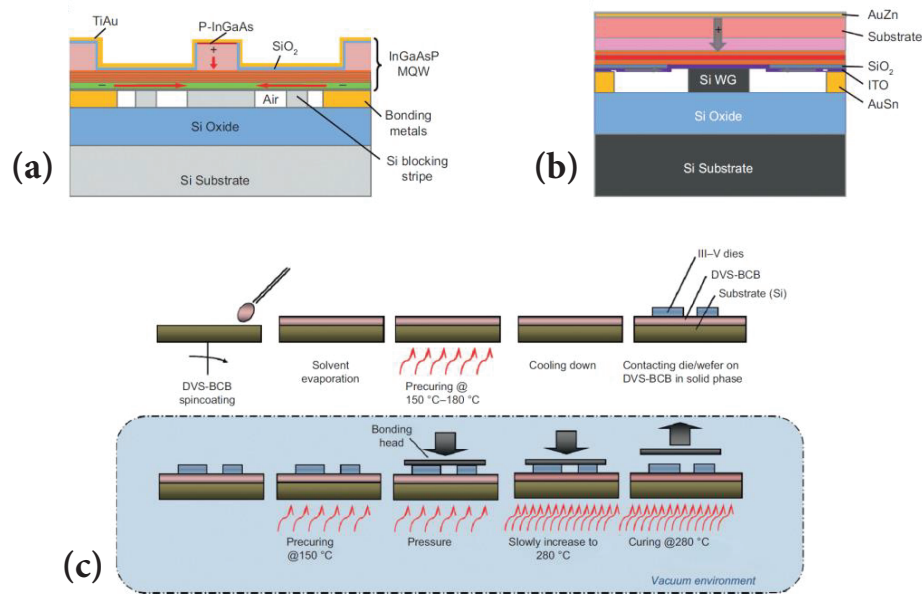 TiAu
P-InGaAs
+
SiO2
InGaAsP
MQW
−
−
Air
Bonding
metals
Si Oxide
Si blocking
stripe
Si Substrate
(a)
AuZn
+
Substrate
SiO2
ITO
Si WG
AuSn
Si Oxide
Si Substrate
(b)
III–V dies
DVS-BCB
Substrate (Si)
DVS-BCB
spincoating
Solvent
evaporation
Precuring @
150 °C–180 °C
Cooling down
Contacting die/wefer on
DVS-BCB in solid phase
Bonding
head
Precuring
@150 °C
Pressure
Slowly increase to
280 °C
Curing @280 °C
(c)
Vacuum environment